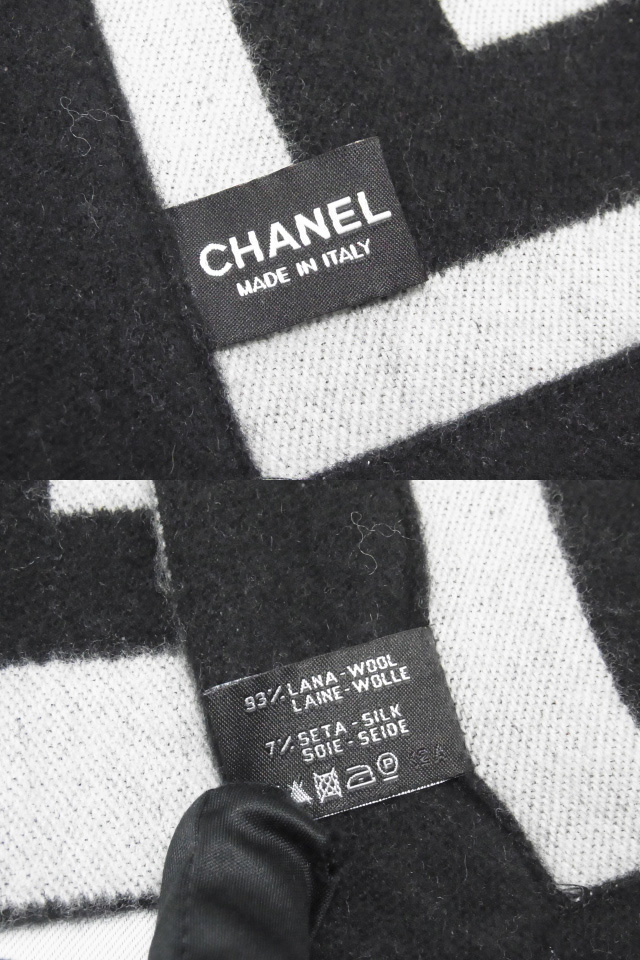 CHANEL
MADE IN ITALY
93% LANA-WOOL
LAINE-WOLLE
7% SETA-SILK
SOIE-SEIDE
P